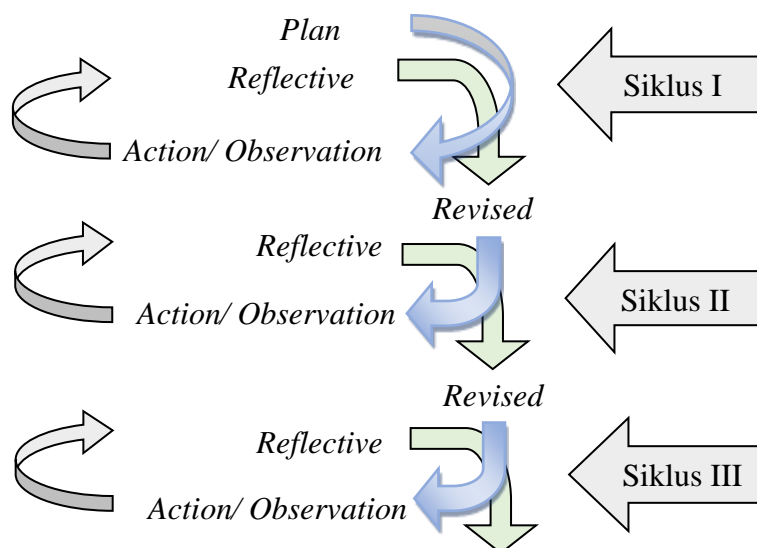 Plan
Reflective
Siklus I
Action/ Observation
Revised
Reflective
Action/ Observation
Siklus II
Revised
Reflective
Siklus III
Action/ Observation